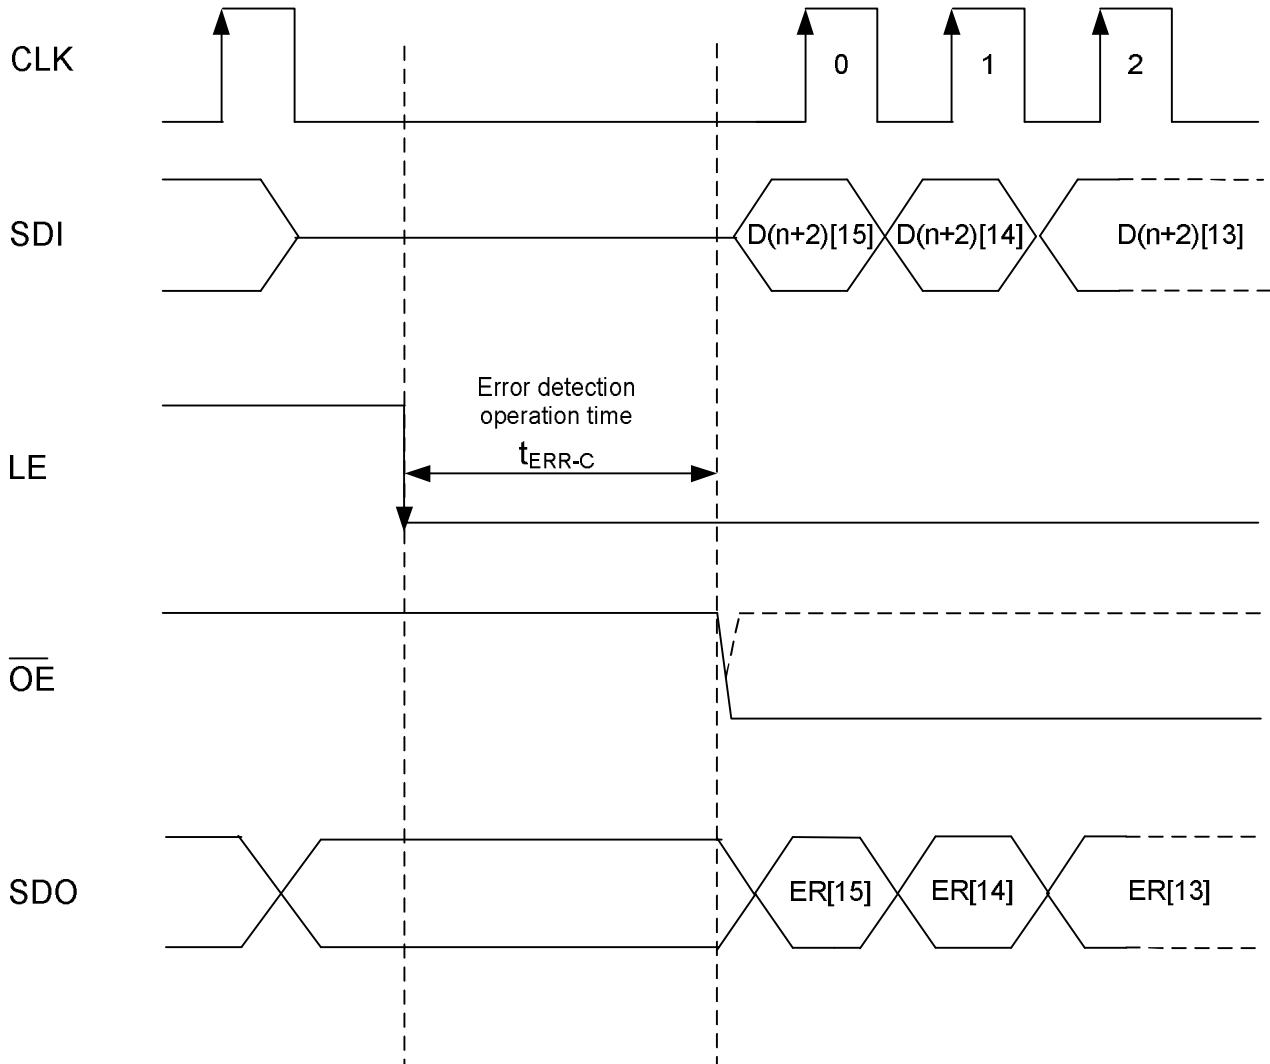 CLK
0
1
2
SDI
D(n+2)[15]
D(n+2)[14]
D(n+2)[13]
Error detection
operation time
tERR-C
LE
OE
SDO
ER[15]
ER[14]
ER[13]